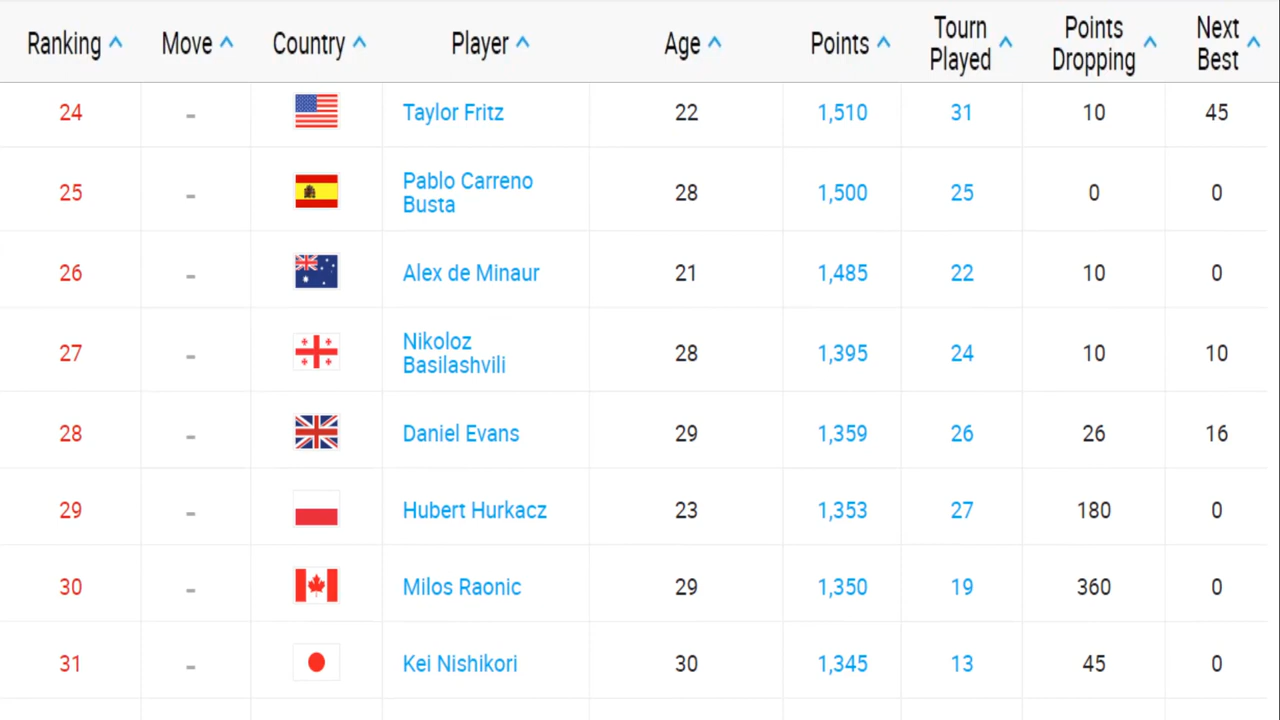 Ranking Move Country Player Age Points Tourn Played Points Dropping Next Best
24 - Taylor Fritz 22 1,510 31 10 45
25 - Pablo Carreno Busta 28 1,500 25 0 0
26 - Alex de Minaur 21 1,485 22 10 0
27 - Nikoloz Basilashvili 28 1,395 24 10 10
28 - Daniel Evans 29 1,359 26 26 16
29 - Hubert Hurkacz 23 1,353 27 180 0
30 - Milos Raonic 29 1,350 19 360 0
31 - Kei Nishikori 30 1,345 13 45 0